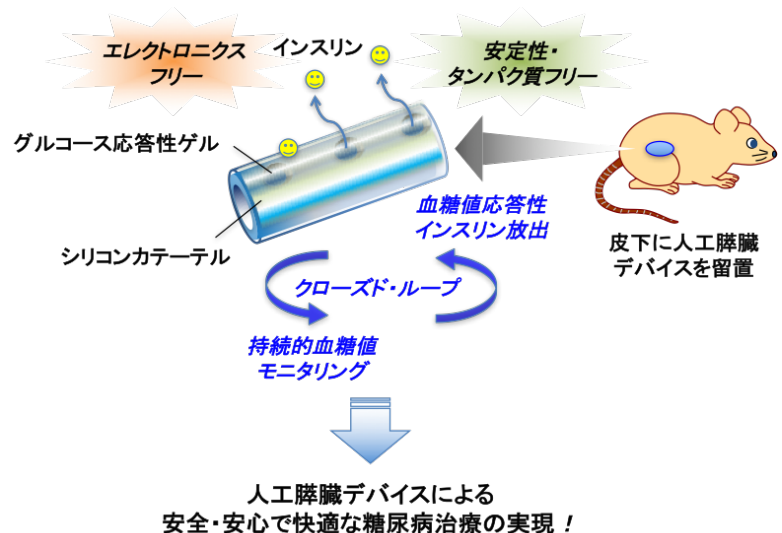 エレクトロニクス
フリー
インスリン
安定性・
タンパク質フリー
グルコース応答性ゲル
シリコンカテーテル
血糖値応答性
インスリン放出
皮下に人工膵臓
デバイスを留置
クローズド・ループ
持続的血糖値
モニタリング
人工膵臓デバイスによる
安全・安心で快適な糖尿病治療の実現！